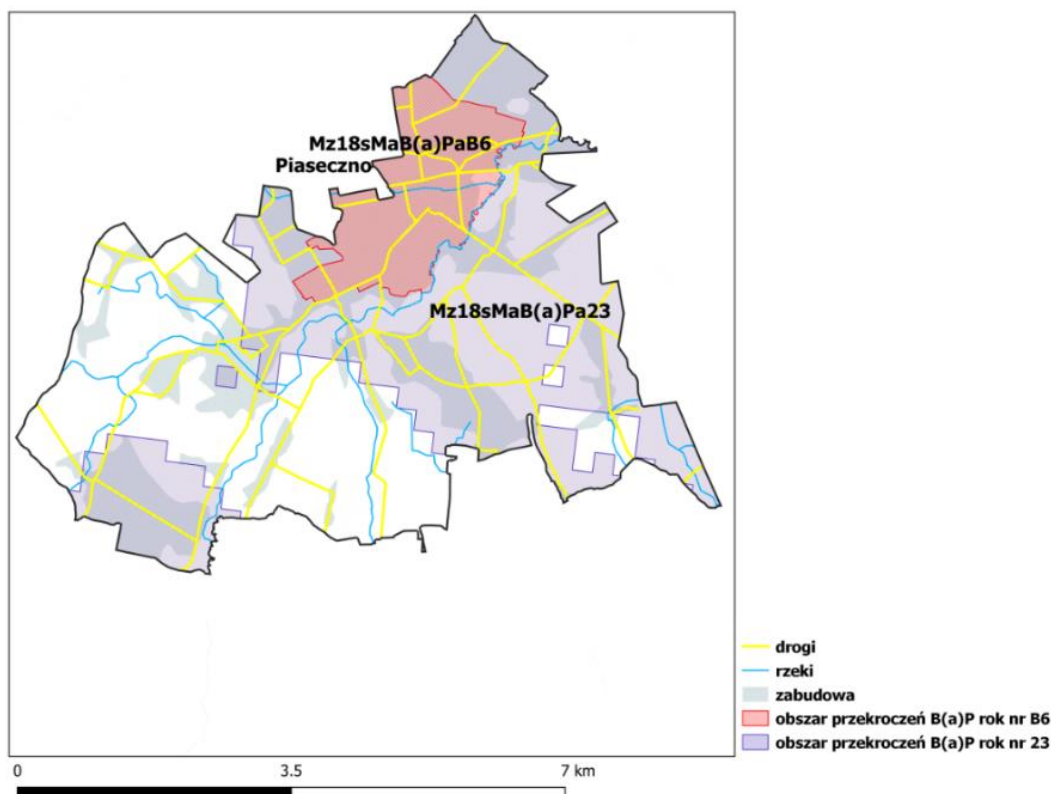 Mz18sMaB(a)PaB6
Piaseczno
Mz18sMaB(a)Pa23
drogi
rzeki
zabudowa
obszar przekroczeń B(a)P rok nr B6
obszar przekroczeń B(a)P rok nr 23
0 3.5 7 km